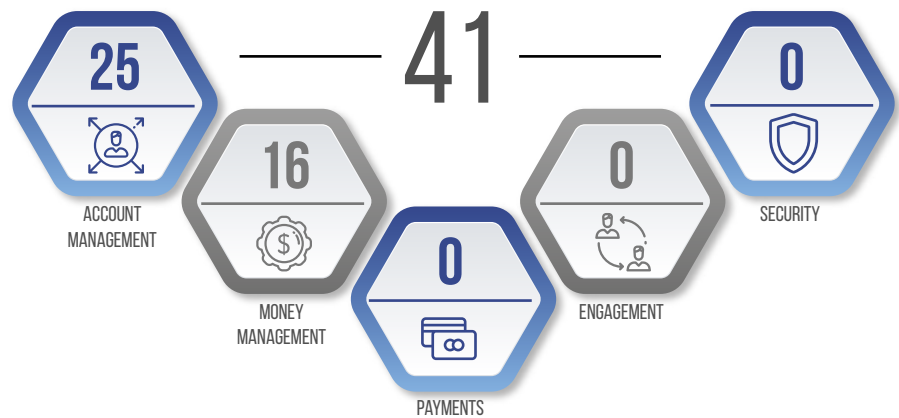 41
25
ACCOUNT
MANAGEMENT
16
$
MONEY
MANAGEMENT
0
PAYMENTS
0
ENGAGEMENT
0
SECURITY